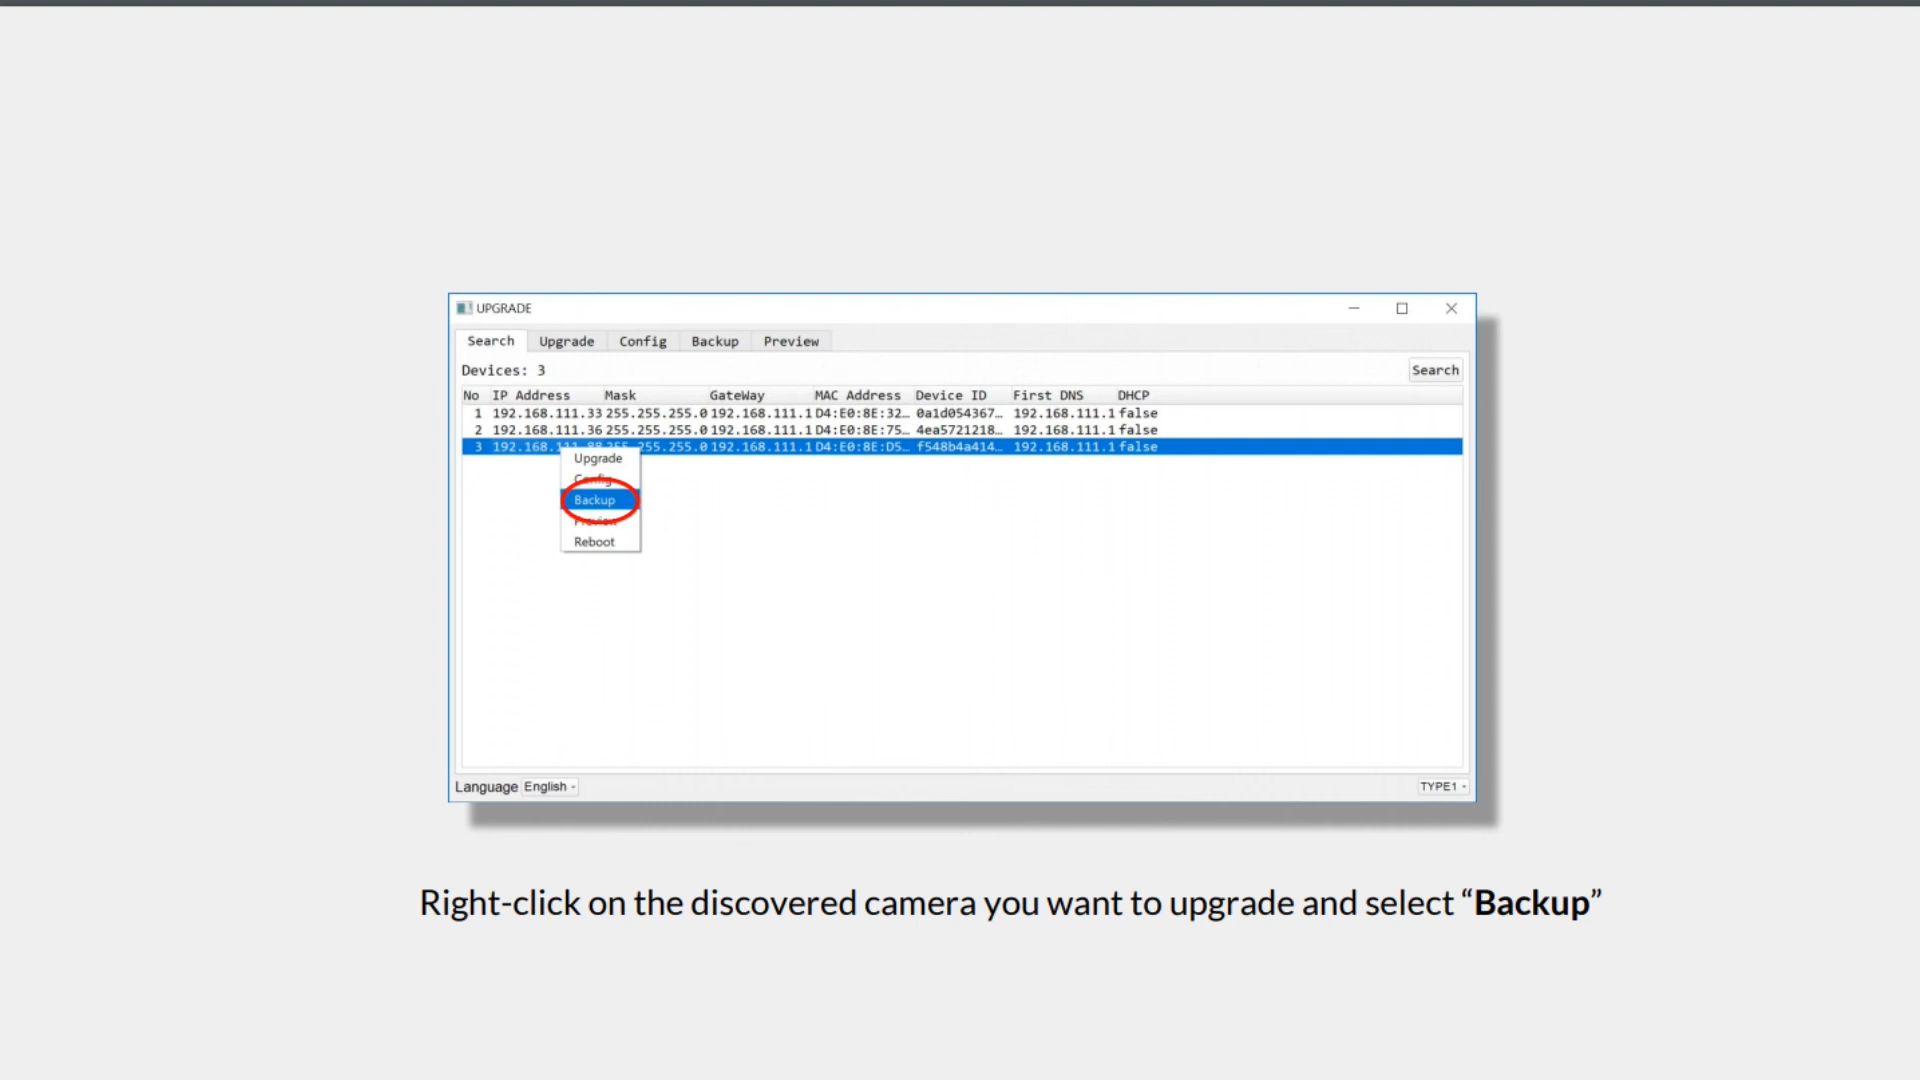 UPGRADE
Search Upgrade Config Backup Preview
Devices: 3 Search
No IP Address Mask GateWay MAC Address Device ID First DNS DHCP
1 192.168.111.33 255.255.255.0 192.168.111.1 D4:E0:8E:32… 0a1d054367… 192.168.111.1 false
2 192.168.111.36 255.255.255.0 192.168.111.1 D4:E0:8E:75… 4ea5721218… 192.168.111.1 false
3 192.168.111.88 255.255.255.0 192.168.111.1 D4:E0:8E:D5… f548b4a414… 192.168.111.1 false
Upgrade
Config
Backup
Preview
Reboot
Language English TYPE1
Right-click on the discovered camera you want to upgrade and select “Backup”